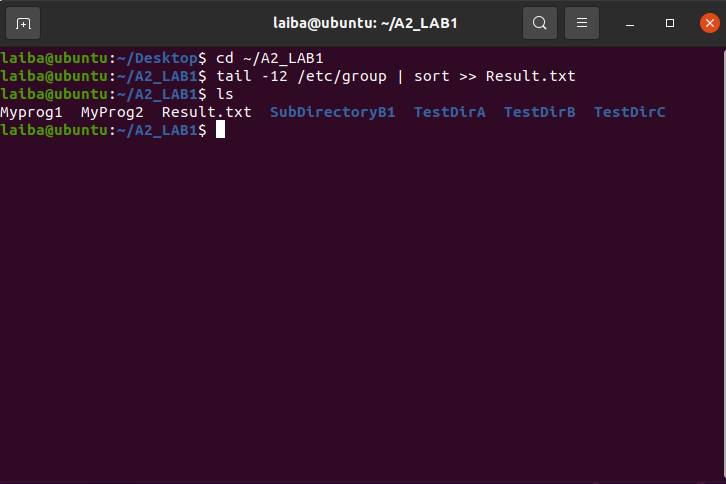 laiba@ubuntu: ~/A2_LAB1
laiba@ubuntu:~/Desktop$ cd ~/A2_LAB1
laiba@ubuntu:~/A2_LAB1$ tail -12 /etc/group | sort >> Result.txt
laiba@ubuntu:~/A2_LAB1$ ls
Myprog1  MyProg2  Result.txt  SubDirectoryB1  TestDirA  TestDirB  TestDirC
laiba@ubuntu:~/A2_LAB1$